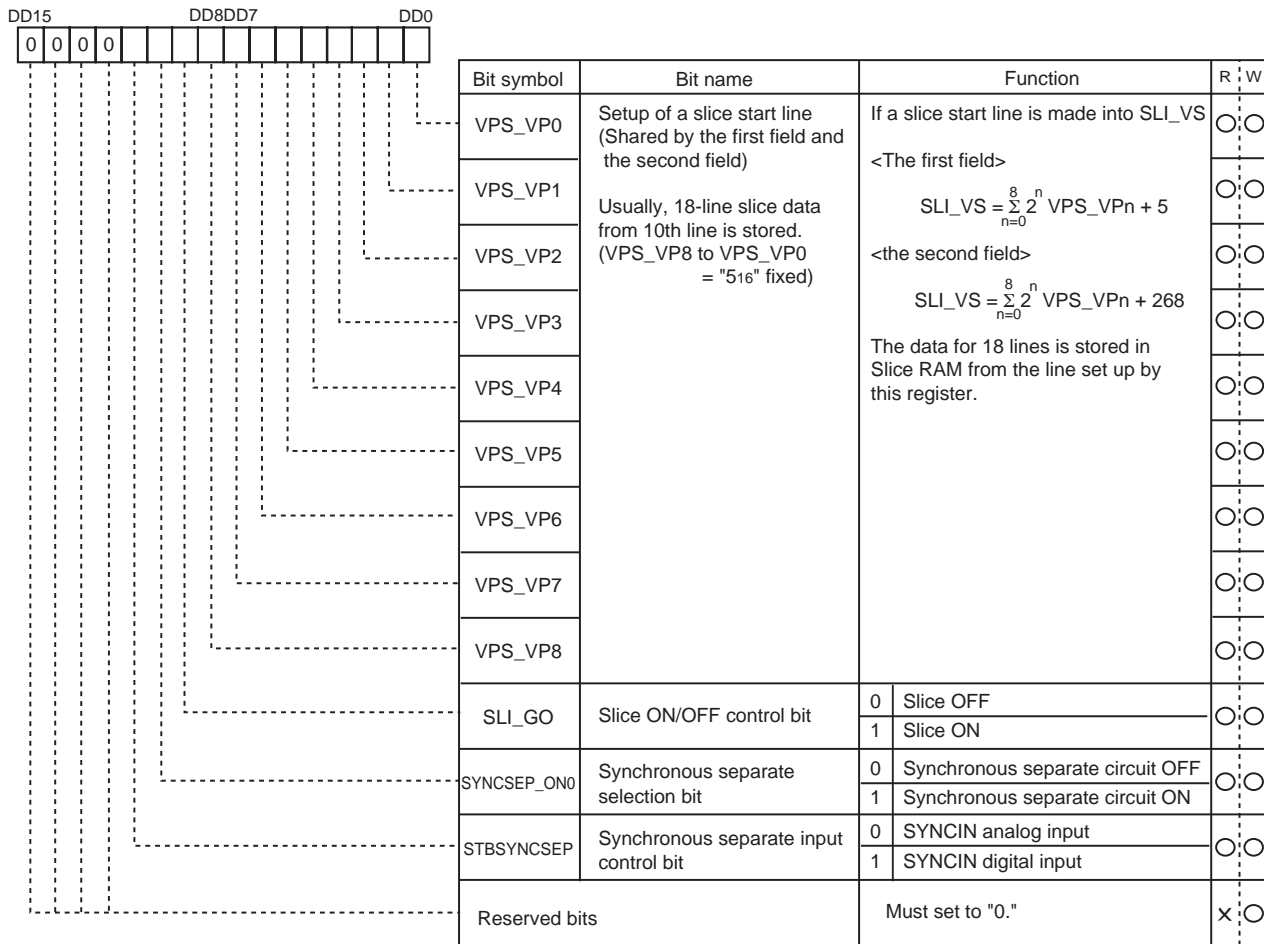 DD15 DD8DD7 DD0
0 0 0 0
Bit symbol Bit name Function R W
VPS_VP0
Setup of a slice start line
(Shared by the first field and
the second field)
Usually, 18-line slice data
from 10th line is stored.
(VPS_VP8 to VPS_VP0
= "516" fixed)
If a slice start line is made into SLI_VS
<The first field>
SLI_VS = 8 Σ n=0 2 n VPS_VPn + 5
<the second field>
SLI_VS = 8 Σ n=0 2 n VPS_VPn + 268
The data for 18 lines is stored in
Slice RAM from the line set up by
this register.
VPS_VP1
VPS_VP2
VPS_VP3
VPS_VP4
VPS_VP5
VPS_VP6
VPS_VP7
VPS_VP8
SLI_GO Slice ON/OFF control bit
0 Slice OFF
1 Slice ON
SYNCSEP_ON0
Synchronous separate
selection bit
0 Synchronous separate circuit OFF
1 Synchronous separate circuit ON
STBSYNCSEP
Synchronous separate input
control bit
0 SYNCIN analog input
1 SYNCIN digital input
Reserved bits Must set to "0."